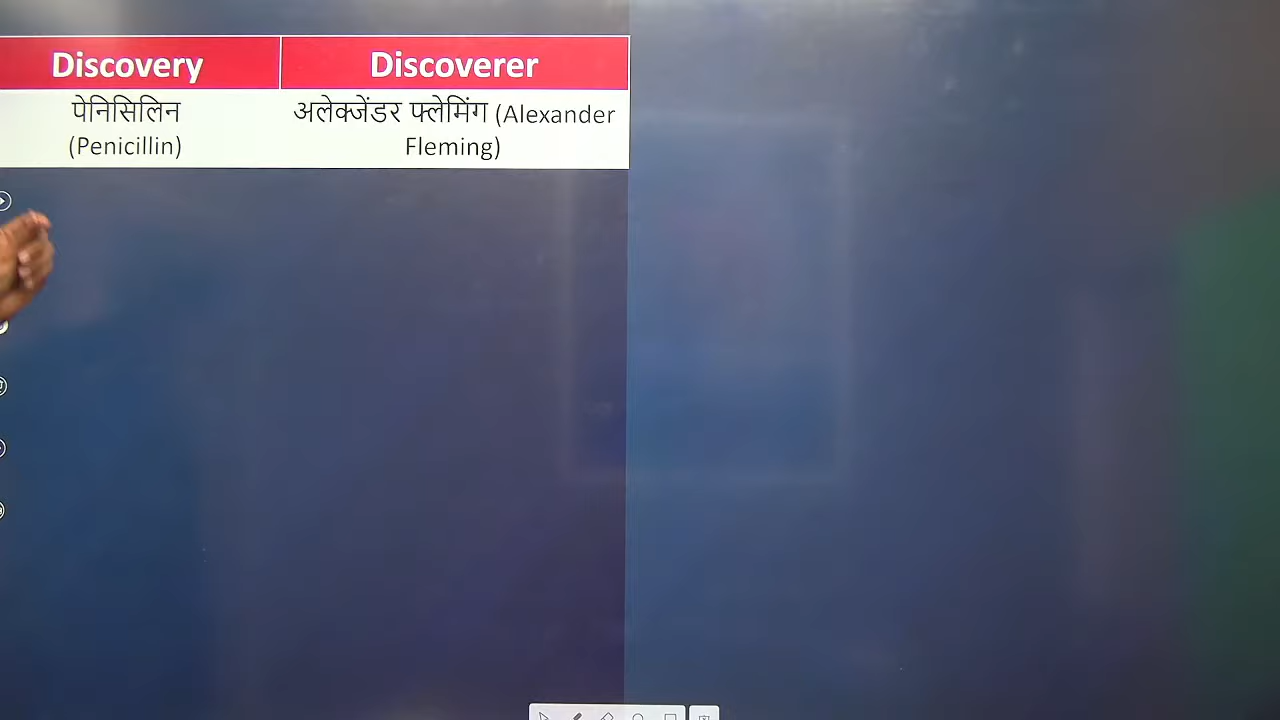 Discovery
Discoverer
पेनिसिलिन
(Penicillin)
अलेक्जेंडर फ्लेमिंग (Alexander
Fleming)